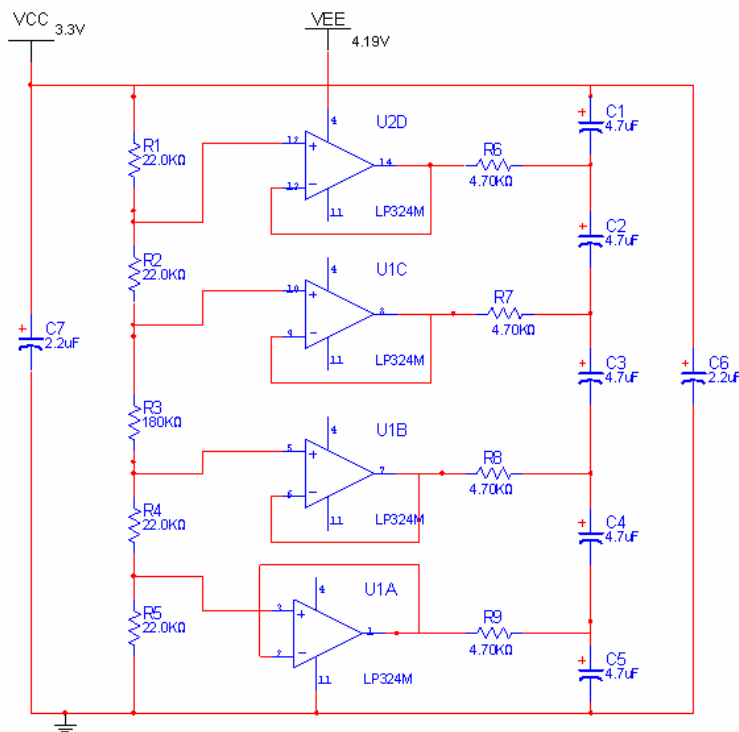 VCC
3.3V
VEE
4.19V
R1
22.0KΩ
12
+
13
−
4
11
U2D
14
LP324M
R6
4.70KΩ
+
C1
4.7uF
R2
22.0KΩ
10
+
9
−
4
11
U1C
8
LP324M
R7
4.70KΩ
+
C2
4.7uF
+
C7
2.2uF
R3
180KΩ
5
+
6
−
4
11
U1B
7
LP324M
R8
4.70KΩ
+
C3
4.7uF
+
C6
2.2uF
R4
22.0KΩ
+
C4
4.7uF
R5
22.0KΩ
3
+
2
−
4
11
U1A
1
LP324M
R9
4.70KΩ
+
C5
4.7uF